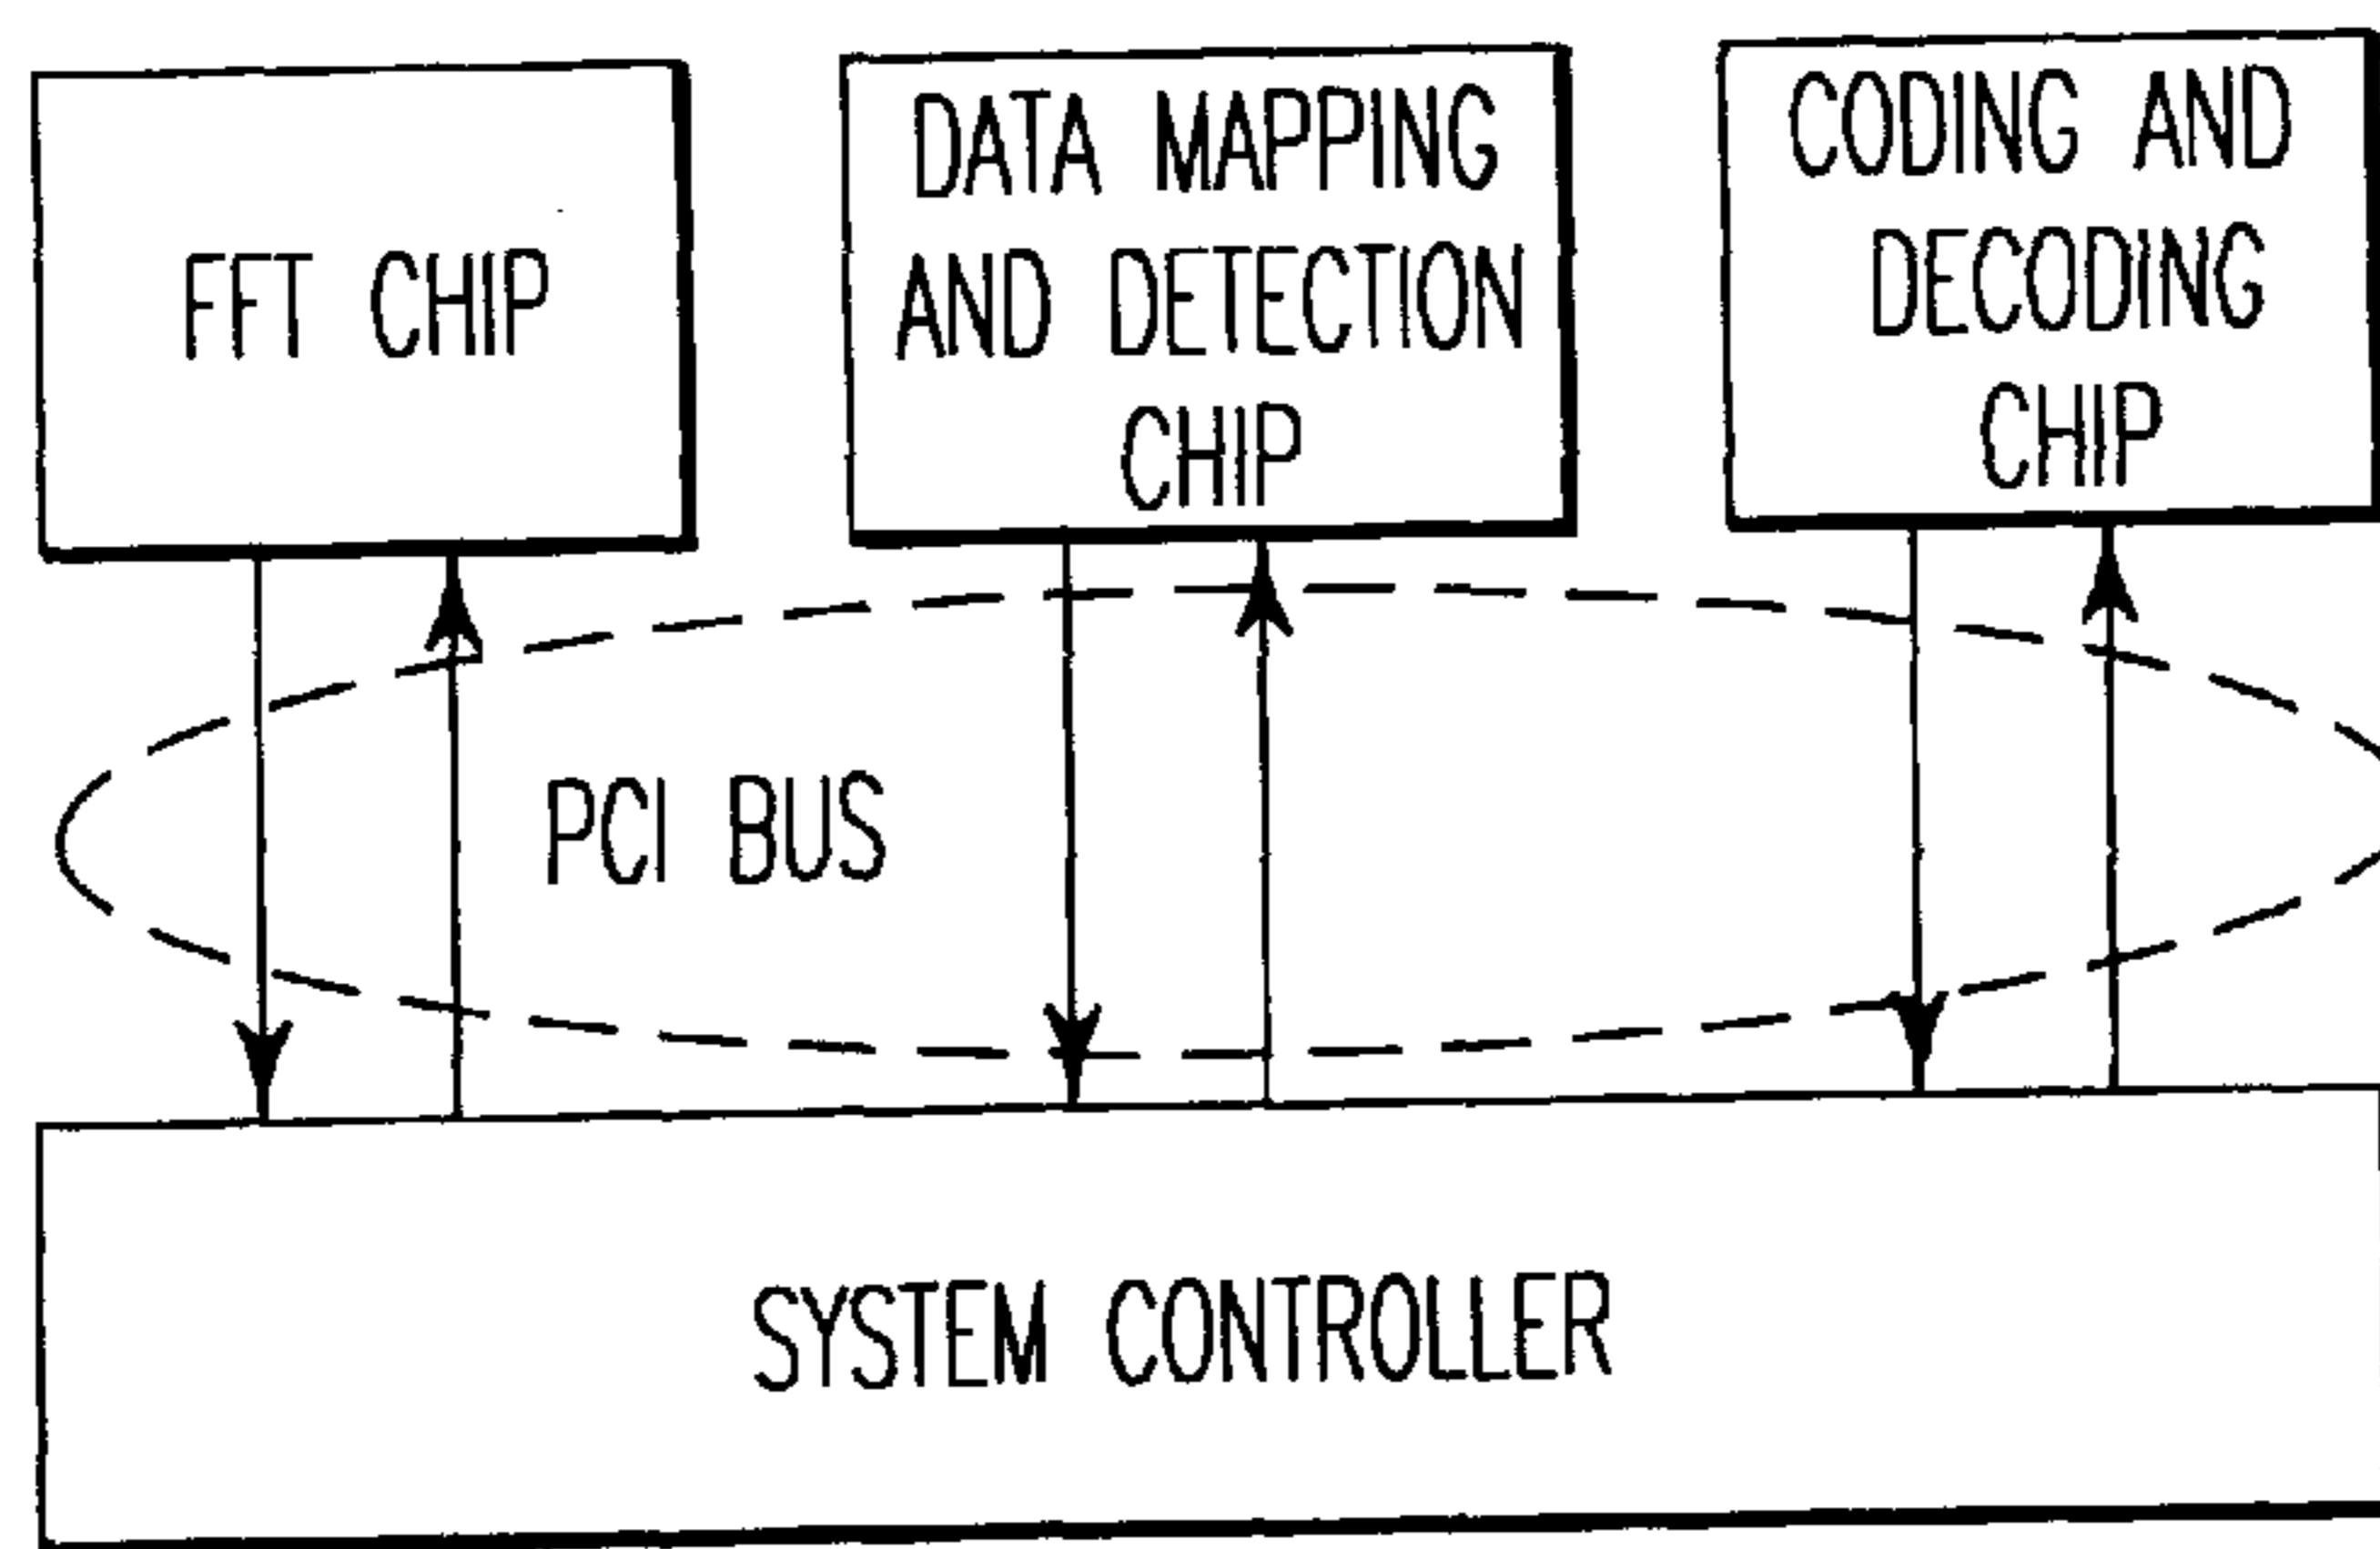 FFT CHIP
DATA MAPPING
AND DETECTION
CHIP
CODING AND
DECODING
CHIP
PCI BUS
SYSTEM CONTROLLER